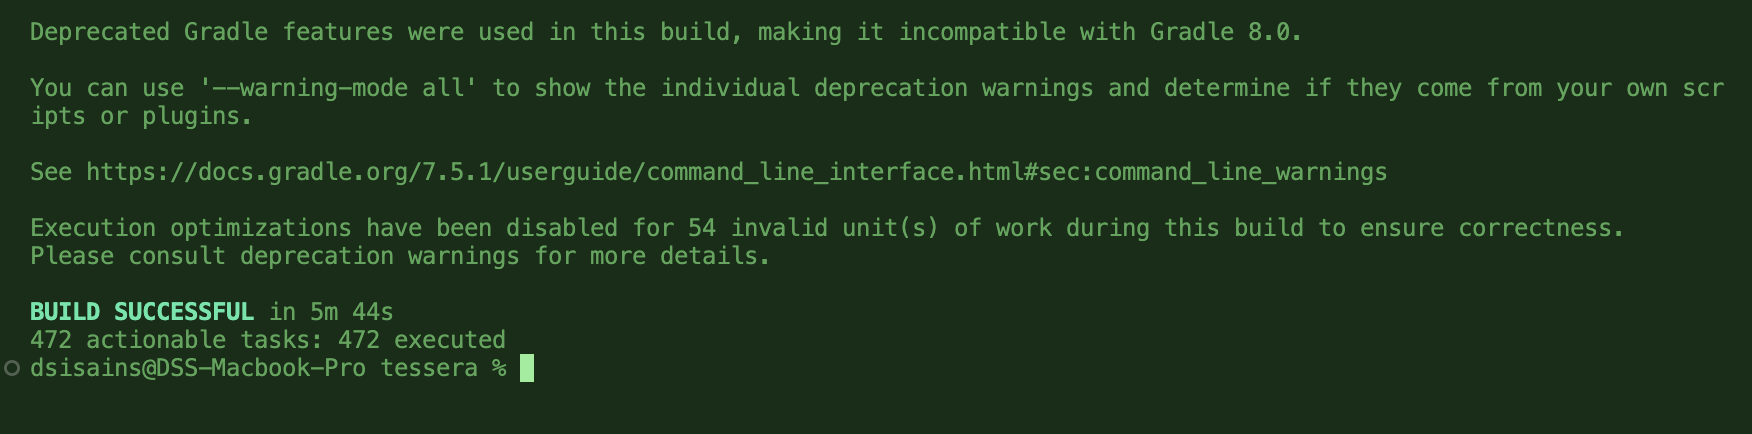 Deprecated Gradle features were used in this build, making it incompatible with Gradle 8.0.
You can use '--warning-mode all' to show the individual deprecation warnings and determine if they come from your own scr
ipts or plugins.
See https://docs.gradle.org/7.5.1/userguide/command_line_interface.html#sec:command_line_warnings
Execution optimizations have been disabled for 54 invalid unit(s) of work during this build to ensure correctness.
Please consult deprecation warnings for more details.
BUILD SUCCESSFUL in 5m 44s
472 actionable tasks: 472 executed
dsisains@DSS-Macbook-Pro tessera %